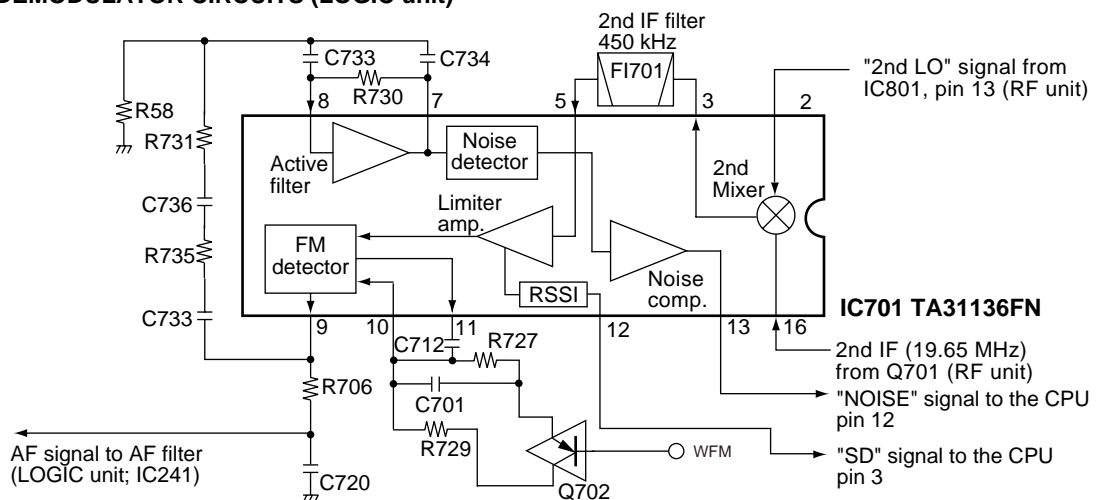 DEMODULATOR CIRCUITS (LOGIC unit)
2nd IF filter
450 kHz
C733
C734
FI701
"2nd LO" signal from
IC801, pin 13 (RF unit)
R730
8
7
5
3
2
R58
R731
Active
filter
Noise
detector
2nd
Mixer
C736
Limiter
amp.
R735
FM
detector
RSSI
Noise
comp.
C733
IC701 TA31136FN
9
10
11
12
13
16
C712
R727
2nd IF (19.65 MHz)
from Q701 (RF unit)
R706
C701
"NOISE" signal to the CPU
pin 12
R729
WFM
AF signal to AF filter
(LOGIC unit; IC241)
"SD" signal to the CPU
pin 3
C720
Q702